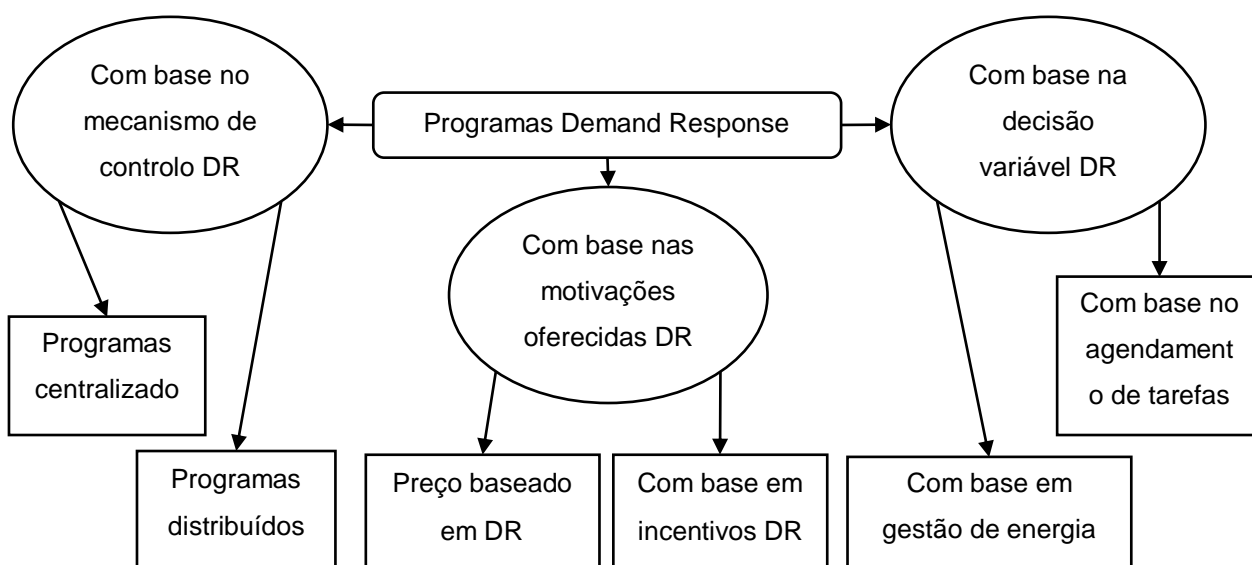 Programas Demand Response
Com base no
mecanismo de
controlo DR
Com base nas
motivações
oferecidas DR
Com base na
decisão
variável DR
Programas
centralizado
Programas
distribuídos
Preço baseado
em DR
Com base em
incentivos DR
Com base em
gestão de energia
Com base no
agendament
o de tarefas